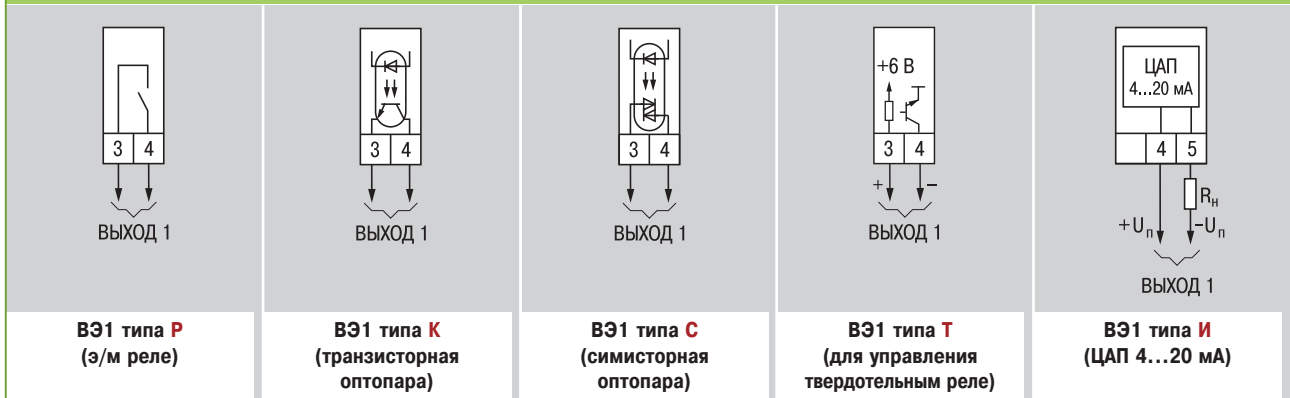 3 4
ВЫХОД 1
ВЭ1 типа Р
(э/м реле)
3 4
ВЫХОД 1
ВЭ1 типа К
(транзисторная
оптопара)
3 4
ВЫХОД 1
ВЭ1 типа С
(симисторная
оптопара)
+6 В
3 4
+ –
ВЫХОД 1
ВЭ1 типа Т
(для управления
твердотельным реле)
ЦАП
4...20 мА
4 5
Rн
+Uп –Uп
ВЫХОД 1
ВЭ1 типа И
(ЦАП 4...20 мА)